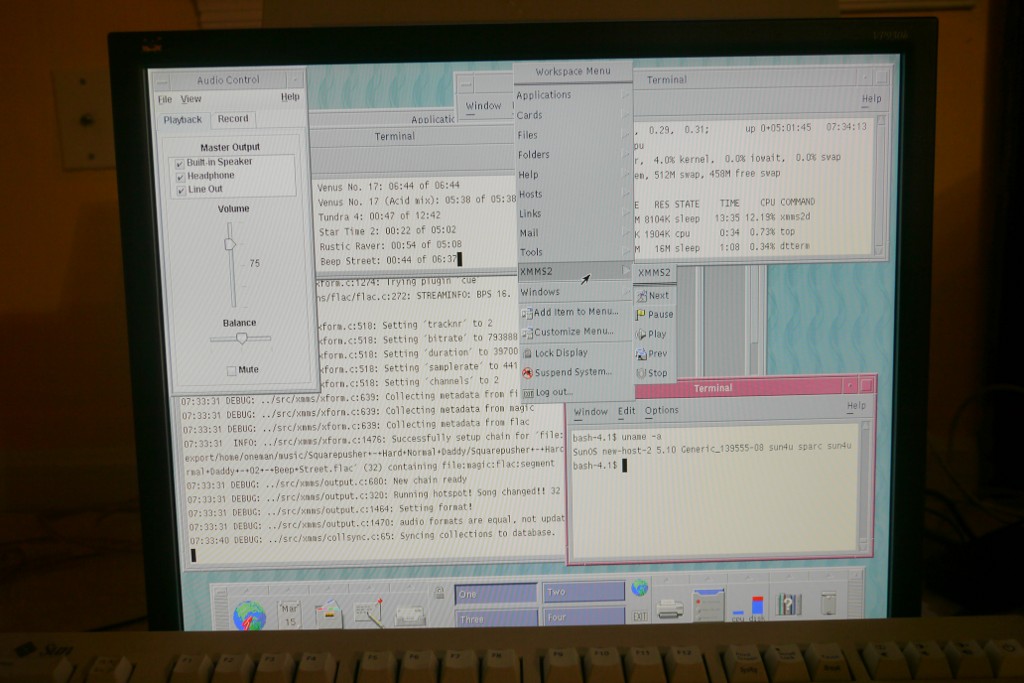 Audio Control
File View Help
Playback Record
Master Output
Built-in Speaker
Headphone
Line Out
Volume
75
Balance
Mute
Terminal
Venus No. 17: 06:44 of 06:44
Venus No. 17 (Acid mix): 05:38 of 05:38
Tundra 4: 00:47 of 12:42
Star Time 2: 00:22 of 05:02
Rustic Raver: 00:54 of 05:08
Beep Street: 00:44 of 06:37
Window
Workspace Menu
Applications
Cards
Files
Folders
Help
Hosts
Links
Mail
Tools
XMMS2
Windows
Add Item to Menu...
Customize Menu...
Lock Display
Suspend System...
Log out...
XMMS2
Next
Pause
Play
Prev
Stop
Terminal
Help
, 0.29, 0.31; up 0+05:01:45 07:34:13
, 4.0% kernel, 0.0% iowait, 0.0% swap
, 512M swap, 458M free swap
E RES STATE TIME CPU COMMAND
M 8104K sleep 13:35 12.19% xmms2d
K 1904K cpu 0:34 0.73% top
M 16M sleep 1:08 0.34% dtterm
xform.c:1274: Trying plugin 'cue'
s/flac/flac.c:272: STREAMINFO: BPS 16.
xform.c:518: Setting 'tracknr' to 2
xform.c:518: Setting 'bitrate' to 793888
xform.c:518: Setting 'duration' to 39700
xform.c:518: Setting 'samplerate' to 441
xform.c:518: Setting 'channels' to 2
07:33:31 DEBUG: ../src/xmms/xform.c:639: Collecting metadata from fi
07:33:31 DEBUG: ../src/xmms/xform.c:639: Collecting metadata from magic
07:33:31 DEBUG: ../src/xmms/xform.c:639: Collecting metadata from flac
07:33:31 INFO: ../src/xmms/xform.c:1476: Successfully setup chain for 'file:
export/home/oneman/music/Squarepusher+-+Hard+Normal+Daddy/Squarepusher+-+Harc
rmal+Daddy+-+02+-+Beep+Street.flac' (32) containing file:magic:flac:segment
07:33:31 DEBUG: ../src/xmms/output.c:680: New chain ready
07:33:31 DEBUG: ../src/xmms/output.c:320: Running hotspot! Song changed!! 32
07:33:31 DEBUG: ../src/xmms/output.c:1464: Setting format!
07:33:31 DEBUG: ../src/xmms/output.c:1470: audio formats are equal, not updat
07:33:40 DEBUG: ../src/xmms/collsync.c:65: Syncing collections to database.
Terminal
Window Edit Options Help
bash-4.1$ uname -a
SunOS new-host-2 5.10 Generic_139555-08 sun4u sparc sun4u
bash-4.1$
Mar
15
One
Two
Three
Four
EXIT
cpu disk
Sun